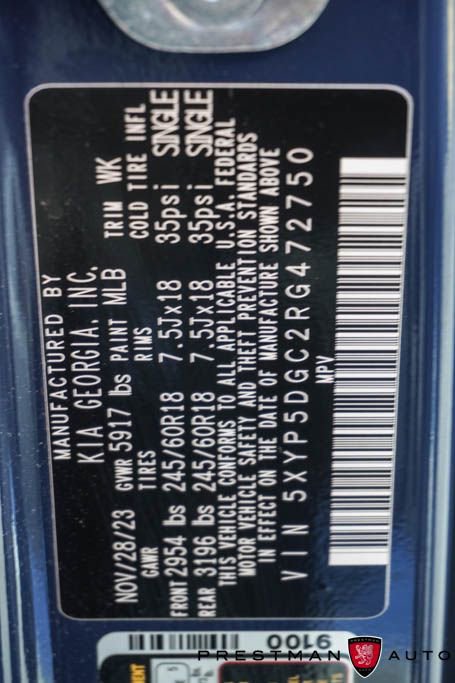 MANUFACTURED BY
KIA GEORGIA, INC.
NOV/28/23 GVWR 5917 lbs PAINT MLB TRIM WK
GAWR TIRES RIMS COLD TIRE INFL
FRONT 2954 lbs 245/60R18 7.5Jx18 35psi SINGLE
REAR 3196 lbs 245/60R18 7.5Jx18 35psi SINGLE
THIS VEHICLE CONFORMS TO ALL APPLICABLE U.S.A. FEDERAL
MOTOR VEHICLE SAFETY AND THEFT PREVENTION STANDARDS
IN EFFECT ON THE DATE OF MANUFACTURE SHOWN ABOVE
VIN 5XYP5DGC2RG472750
MPV
9100
PRESTMAN AUTO